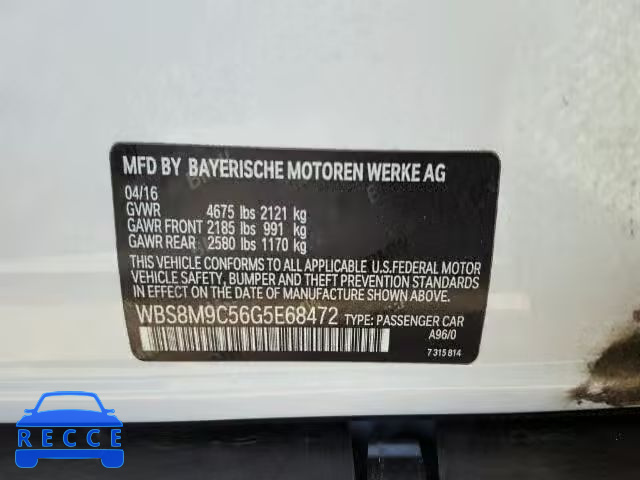 MFD BY BAYERISCHE MOTOREN WERKE AG
04/16
GVWR 4675 lbs 2121 kg
GAWR FRONT 2185 lbs 991 kg
GAWR REAR 2580 lbs 1170 kg
THIS VEHICLE CONFORMS TO ALL APPLICABLE U.S.FEDERAL MOTOR
VEHICLE SAFETY, BUMPER AND THEFT PREVENTION STANDARDS
IN EFFECT ON THE DATE OF MANUFACTURE SHOWN ABOVE.
WBS8M9C56G5E68472 TYPE: PASSENGER CAR
A96/0
7 315 814
RECCE